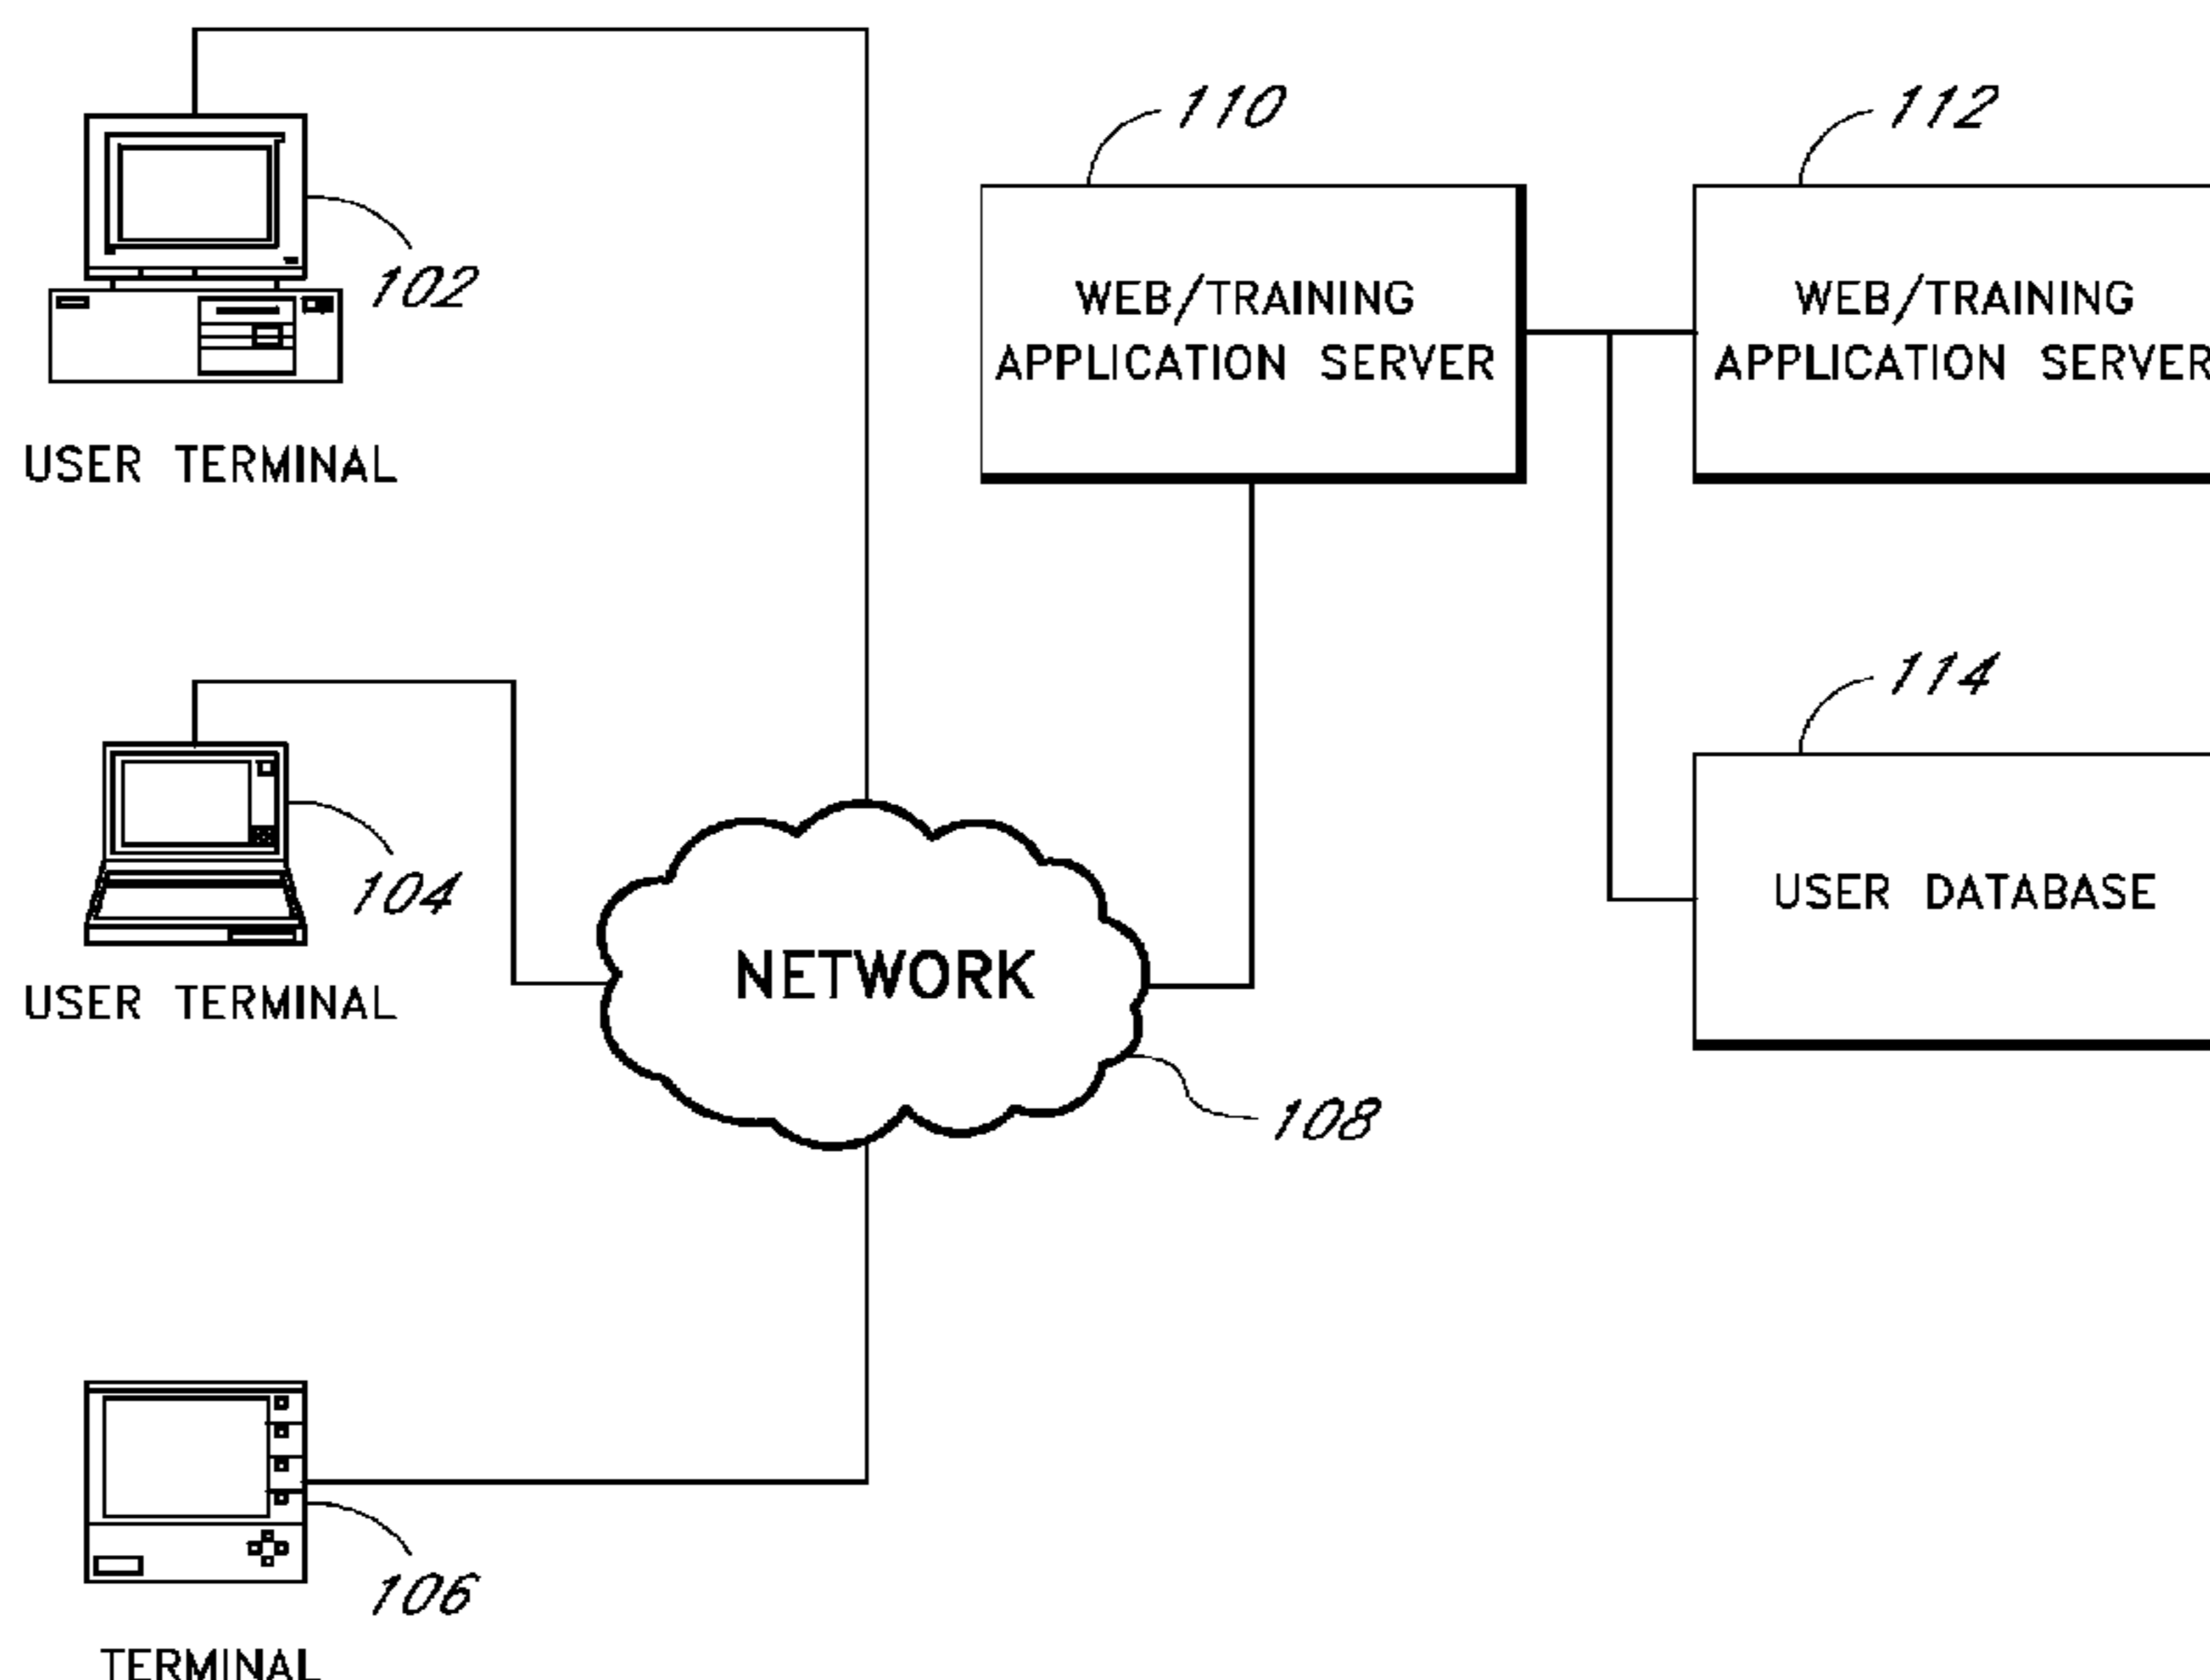 110
112
102
WEB/TRAINING
APPLICATION SERVER
WEB/TRAINING
APPLICATION SERVER
USER TERMINAL
114
104
USER DATABASE
NETWORK
USER TERMINAL
108
106
TERMINAL